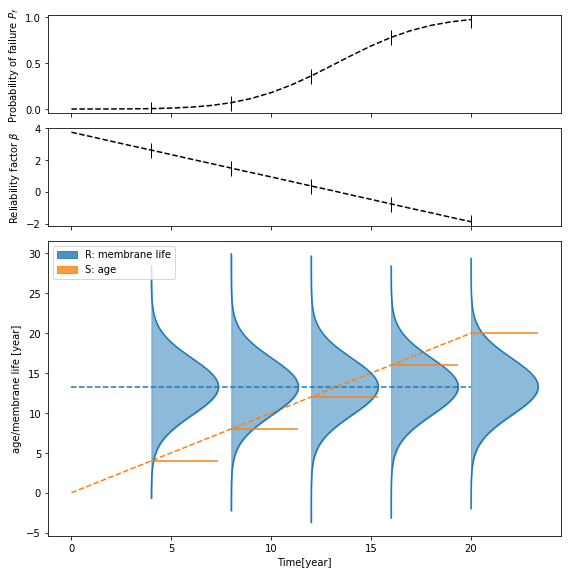 Probability of failure P_f
1.0
0.5
0.0
Reliability factor β
4
2
0
−2
age/membrane life [year]
30
25
20
15
10
5
0
−5
R: membrane life
S: age
0 5 10 15 20
Time[year]